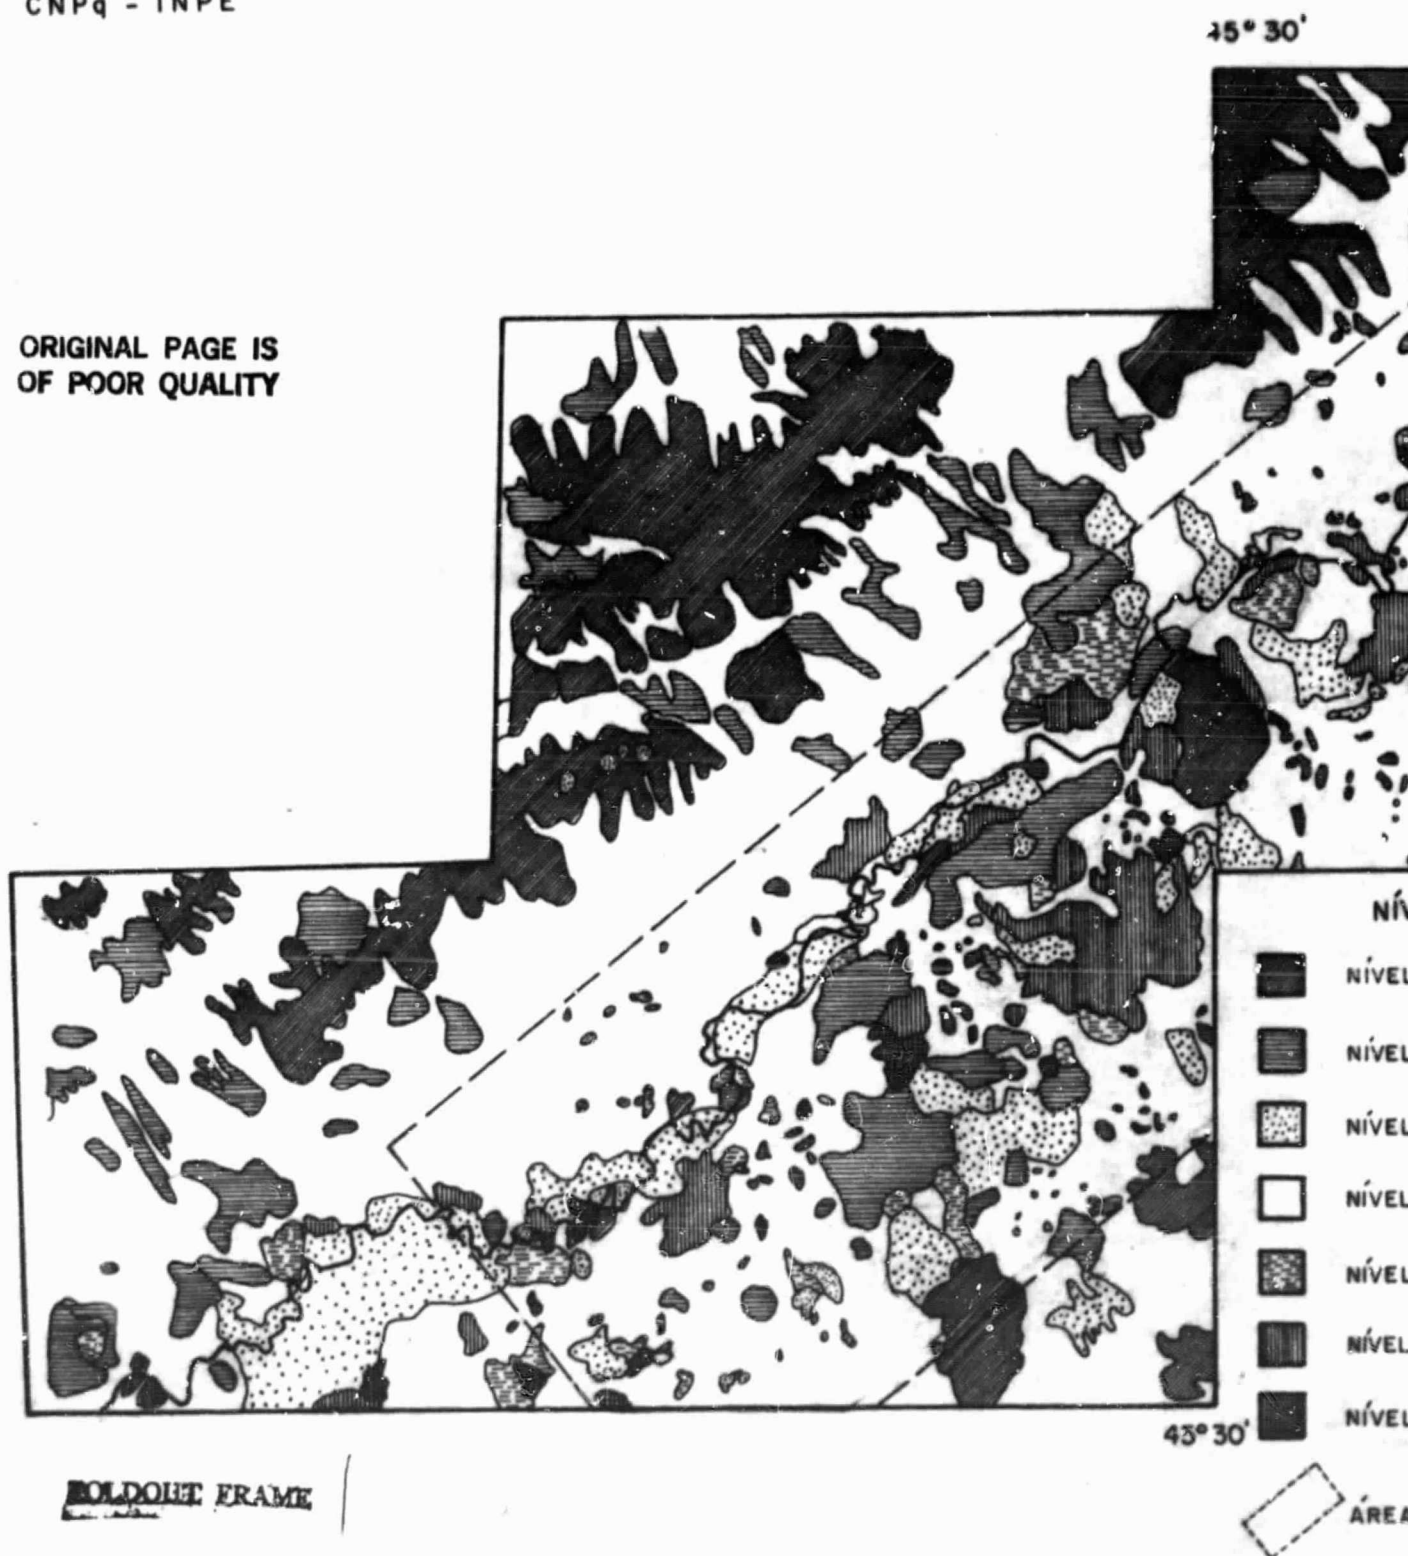 CNPq - INPE
45° 30'
ORIGINAL PAGE IS
OF POOR QUALITY
NÍV
NÍVEL
NÍVEL
NÍVEL
NÍVEL
NÍVEL
NÍVEL
NÍVEL
43° 30'
ÁREA
FOLDOUT FRAME